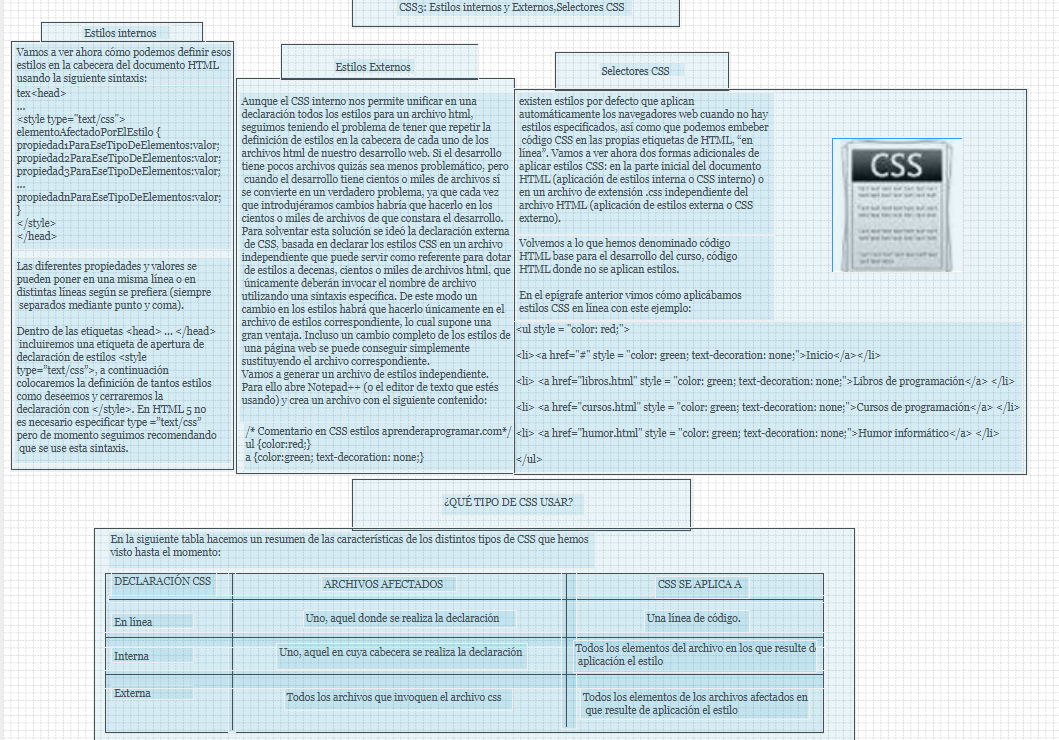 CSS3: Estilos internos y Externos,Selectores CSS
Estilos internos
Vamos a ver ahora cómo podemos definir esos
estilos en la cabecera del documento HTML
usando la siguiente sintaxis:
tex<head>
...
<style type="text/css">
elementoAfectadoPorElEstilo {
propiedad1ParaEseTipoDeElementos:valor;
propiedad2ParaEseTipoDeElementos:valor;
propiedad3ParaEseTipoDeElementos:valor;
...
propiedadnParaEseTipoDeElementos:valor;
}
</style>
</head>
Las diferentes propiedades y valores se
pueden poner en una misma línea o en
distintas líneas según se prefiera (siempre
separados mediante punto y coma).
Dentro de las etiquetas <head> ... </head>
incluiremos una etiqueta de apertura de
declaración de estilos <style
type="text/css">, a continuación
colocaremos la definición de tantos estilos
como deseemos y cerraremos la
declaración con </style>. En HTML 5 no
es necesario especificar type ="text/css"
pero de momento seguimos recomendando
que se use esta sintaxis.
Estilos Externos
Aunque el CSS interno nos permite unificar en una
declaración todos los estilos para un archivo html,
seguimos teniendo el problema de tener que repetir la
definición de estilos en la cabecera de cada uno de los
archivos html de nuestro desarrollo web. Si el desarrollo
tiene pocos archivos quizás sea menos problemático, pero
cuando el desarrollo tiene cientos o miles de archivos sí
se convierte en un verdadero problema, ya que cada vez
que introdujéramos cambios habría que hacerlo en los
cientos o miles de archivos de que constara el desarrollo.
Para solventar esta solución se ideó la declaración externa
de CSS, basada en declarar los estilos CSS en un archivo
independiente que puede servir como referente para dotar
de estilos a decenas, cientos o miles de archivos html, que
únicamente deberán invocar el nombre de archivo
utilizando una sintaxis específica. De este modo un
cambio en los estilos habrá que hacerlo únicamente en el
archivo de estilos correspondiente, lo cual supone una
gran ventaja. Incluso un cambio completo de los estilos de
una página web se puede conseguir simplemente
sustituyendo el archivo correspondiente.
Vamos a generar un archivo de estilos independiente.
Para ello abre Notepad++ (o el editor de texto que estés
usando) y crea un archivo con el siguiente contenido:
/* Comentario en CSS estilos aprenderaprogramar.com*/
ul {color:red;}
a {color:green; text-decoration: none;}
Selectores CSS
existen estilos por defecto que aplican
automáticamente los navegadores web cuando no hay
estilos especificados, así como que podemos embeber
código CSS en las propias etiquetas de HTML, “en
línea”. Vamos a ver ahora dos formas adicionales de
aplicar estilos CSS: en la parte inicial del documento
HTML (aplicación de estilos interna o CSS interno) o
en un archivo de extensión .css independiente del
archivo HTML (aplicación de estilos externa o CSS
externo).
Volvemos a lo que hemos denominado código
HTML base para el desarrollo del curso, código
HTML donde no se aplican estilos.
En el epígrafe anterior vimos cómo aplicábamos
estilos CSS en línea con este ejemplo:
<ul style = "color: red;">
<li><a href="#" style = "color: green; text-decoration: none;">Inicio</a></li>
<li> <a href="libros.html" style = "color: green; text-decoration: none;">Libros de programación</a> </li>
<li> <a href="cursos.html" style = "color: green; text-decoration: none;">Cursos de programación</a> </li>
<li> <a href="humor.html" style = "color: green; text-decoration: none;">Humor informático</a> </li>
</ul>
CSS
¿QUÉ TIPO DE CSS USAR?
En la siguiente tabla hacemos un resumen de las características de los distintos tipos de CSS que hemos
visto hasta el momento:
DECLARACIÓN CSS ARCHIVOS AFECTADOS CSS SE APLICA A
En línea Uno, aquel donde se realiza la declaración Una línea de código.
Interna Uno, aquel en cuya cabecera se realiza la declaración Todos los elementos del archivo en los que resulte d
aplicación el estilo
Externa Todos los archivos que invoquen el archivo css Todos los elementos de los archivos afectados en
que resulte de aplicación el estilo